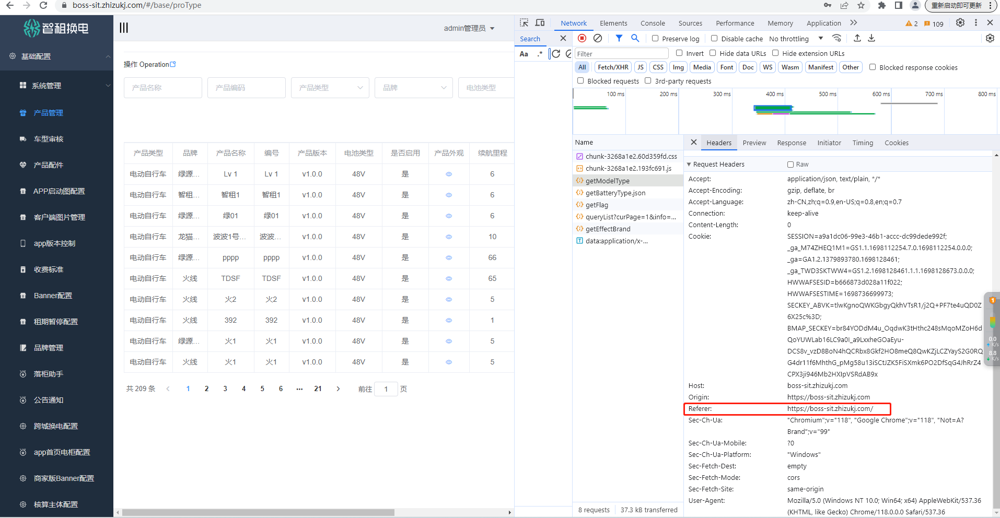 boss-sit.zhizukj.com/#/base/proType
重新启动即可更新
智租换电
基础配置
系统管理
产品管理
车型审核
产品配件
APP启动图配置
客户端图片管理
app版本控制
收费标准
Banner配置
租期暂停配置
品牌管理
落柜助手
公告通知
跨城换电配置
app首页电柜配置
商家版Banner配置
核算主体配置
admin管理员
操作 Operation
产品名称 产品编码 产品类型 品牌 电池类型
产品类型 品牌 产品名称 编号 产品版本 电池类型 是否启用 产品外观 续航里程
电动自行车 绿源... Lv 1 Lv 1 v1.0.0 48V 是 6
电动自行车 智租... 智租1 智租1 v1.0.0 48V 是 6
电动自行车 绿源... 绿01 绿01 v1.0.0 48V 是 6
电动自行车 龙猫... 波波1号... 波波... v1.0.0 48V 是 10
电动自行车 绿源... pppp pppp v1.0.0 48V 是 66
电动自行车 火线 TDSF TDSF v1.0.0 48V 是 65
电动自行车 火线 火2 火2 v1.0.0 48V 是 5
电动自行车 火线 392 392 v1.0.0 48V 是 1
电动自行车 绿源... 火1 火1 v1.0.0 48V 是 5
电动自行车 火线 火1 火1 v1.0.0 48V 是 5
共 209 条 1 2 3 4 5 6 ... 21 前往 1 页
Network Elements Console Sources Performance Memory Application 2 109
Search
Aa .*
Preserve log Disable cache No throttling
Filter Invert Hide data URLs Hide extension URLs
All Fetch/XHR JS CSS Img Media Font Doc WS Wasm Manifest Other Blocked response cookies
Blocked requests 3rd-party requests
100 ms 200 ms 300 ms 400 ms 500 ms 600 ms 700 ms 800 ms
Name
chunk-3268a1e2.60d359fd.css
chunk-3268a1e2.193fc691.js
getModelType
getBatteryType.json
getFlag
queryList?curPage=1&info=...
getEffectBrand
data:application/x-...
8 requests 37.3 kB transferred
Headers Preview Response Initiator Timing Cookies
Request Headers Raw
Accept: application/json, text/plain, */*
Accept-Encoding: gzip, deflate, br
Accept-Language: zh-CN,zh;q=0.9,en-US;q=0.8,en;q=0.7
Connection: keep-alive
Content-Length: 0
Cookie: SESSION=a9a1dc06-99e3-46b1-accc-dc99dede992f;
_ga_M74ZHEQ1M1=GS1.1.1698112254.7.0.1698112254.0.0.0;
_ga=GA1.2.1379893780.1698128461;
_ga_TWD3SKTWW4=GS1.2.1698128461.1.1.1698128673.0.0.0;
HWWAFSESID=b666873d028a11f022;
HWWAFSESTIME=1698736699973;
SECKEY_ABVK=tlwKgnoQWKGbgyQkhVTsR1/j2Q+PF7te4uQD0Z
6X25c%3D;
BMAP_SECKEY=br84YODdM4u_OqdwK3tHthc248sMqoMZoH6d
QoYUWLab16LC9a0I_a9LxxheGOaEyu-
DCS8v_vzD8BoN4hQCRbx8Gkf2HO8meQ8QwKZjLCZYayS2G0RQ
G4dr11f6MhthG_pMg58u13iSCtJZK5FiSXmk6PO2DfSqG4JhRrZ4
CPX3ji946Mb2HXIpVSRdAB9x
Host: boss-sit.zhizukj.com
Origin: https://boss-sit.zhizukj.com
Referer: https://boss-sit.zhizukj.com/
Sec-Ch-Ua: "Chromium";v="118", "Google Chrome";v="118", "Not=A?
Brand";v="99"
Sec-Ch-Ua-Mobile: ?0
Sec-Ch-Ua-Platform: "Windows"
Sec-Fetch-Dest: empty
Sec-Fetch-Mode: cors
Sec-Fetch-Site: same-origin
User-Agent: Mozilla/5.0 (Windows NT 10.0; Win64; x64) AppleWebKit/537.36
(KHTML, like Gecko) Chrome/118.0.0.0 Safari/537.36
1
0.0
K/s
8.8
K/s